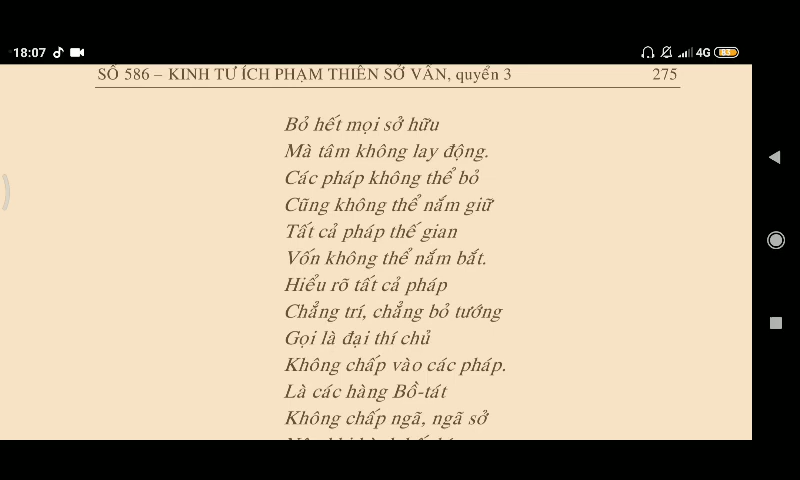 18:07
4G
83
SỐ 586 – KINH TƯ ÍCH PHẠM THIÊN SỞ VẤN, quyển 3
275
Bỏ hết mọi sở hữu
Mà tâm không lay động.
Các pháp không thể bỏ
Cũng không thể nắm giữ
Tất cả pháp thế gian
Vốn không thể nắm bắt.
Hiểu rõ tất cả pháp
Chẳng trí, chẳng bỏ tướng
Gọi là đại thí chủ
Không chấp vào các pháp.
Là các hàng Bồ-tát
Không chấp ngã, ngã sở